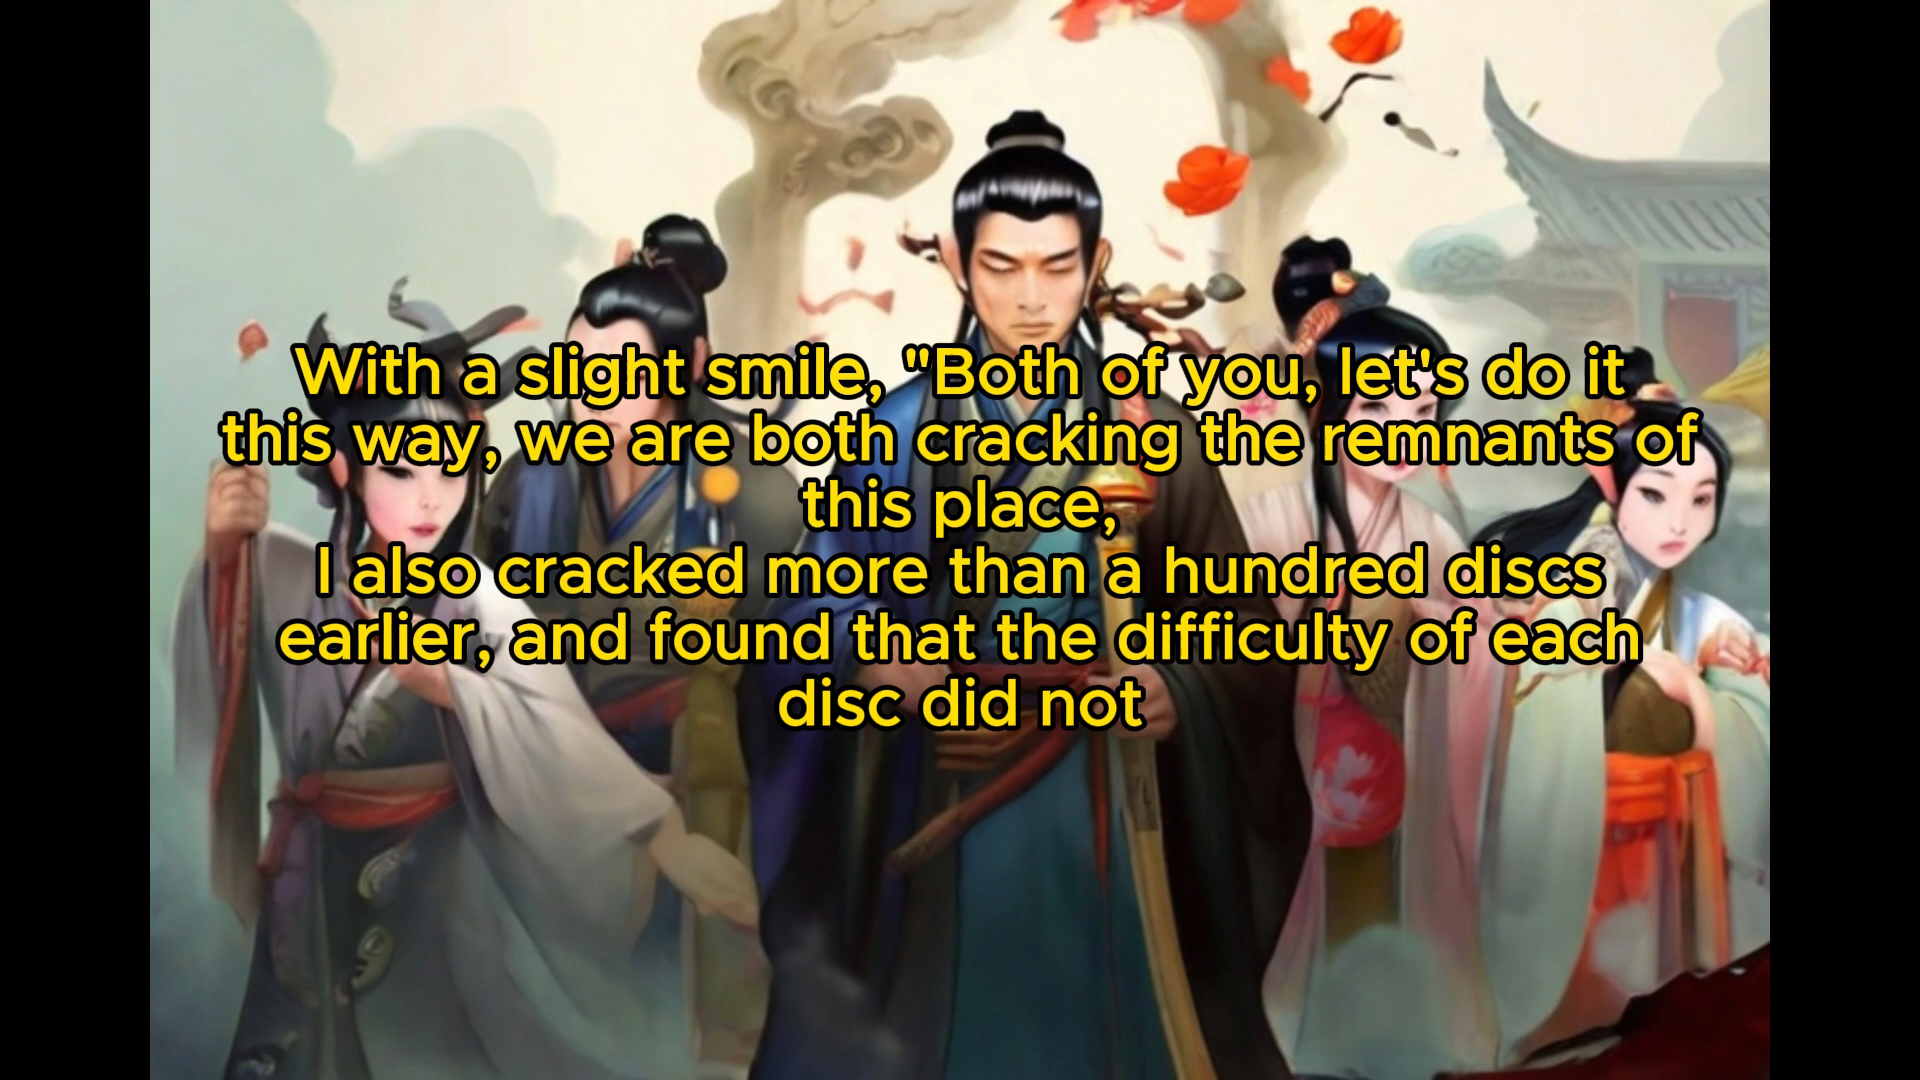 With a slight smile, "Both of you, let's do it
this way, we are both cracking the remnants of
this place,
I also cracked more than a hundred discs
earlier, and found that the difficulty of each
disc did not